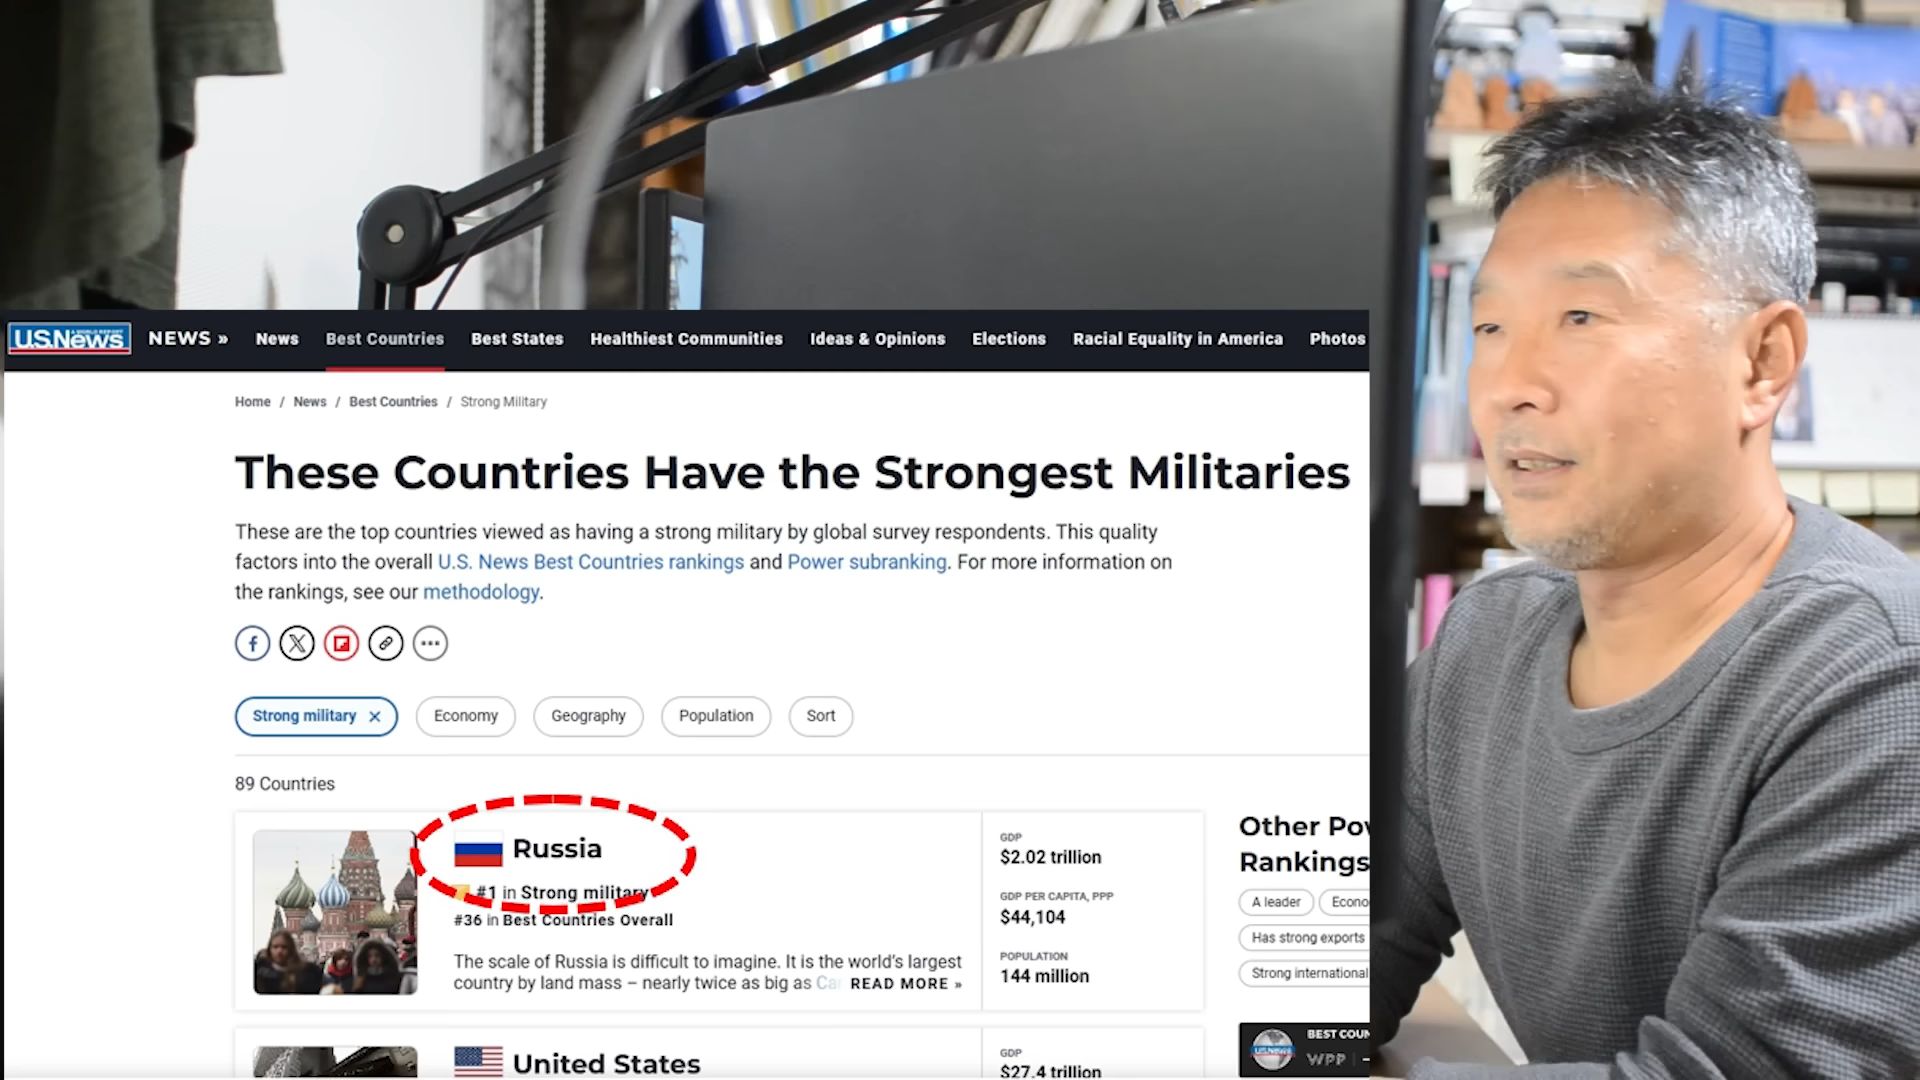 U.S.News
NEWS » News Best Countries Best States Healthiest Communities Ideas & Opinions Elections Racial Equality in America Photos
Home / News / Best Countries / Strong Military
These Countries Have the Strongest Militaries
These are the top countries viewed as having a strong military by global survey respondents. This quality
factors into the overall U.S. News Best Countries rankings and Power subranking. For more information on
the rankings, see our methodology.
Strong military × Economy Geography Population Sort
89 Countries
Russia
#1 in Strong military
#36 in Best Countries Overall
The scale of Russia is difficult to imagine. It is the world's largest
country by land mass – nearly twice as big as Ca READ MORE »
GDP
$2.02 trillion
GDP PER CAPITA, PPP
$44,104
POPULATION
144 million
United States
GDP
$27.4 trillion
Other Po
Rankings
A leader Econo
Has strong exports
Strong international
BEST COUN
U.S.News
WPP